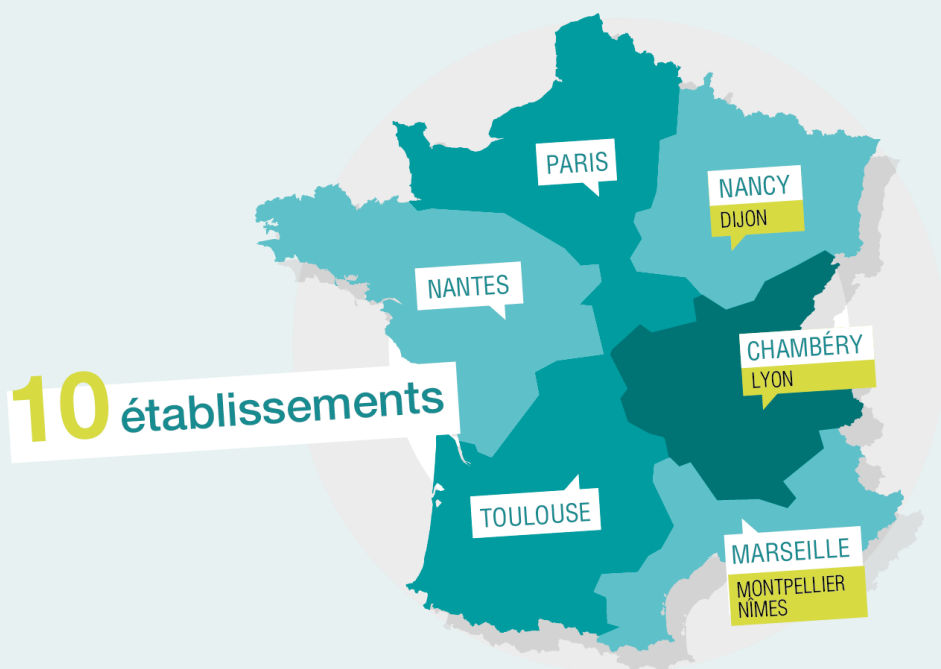 PARIS
NANCY
DIJON
NANTES
CHAMBÉRY
LYON
10 établissements
TOULOUSE
MARSEILLE
MONTPELLIER
NÎMES